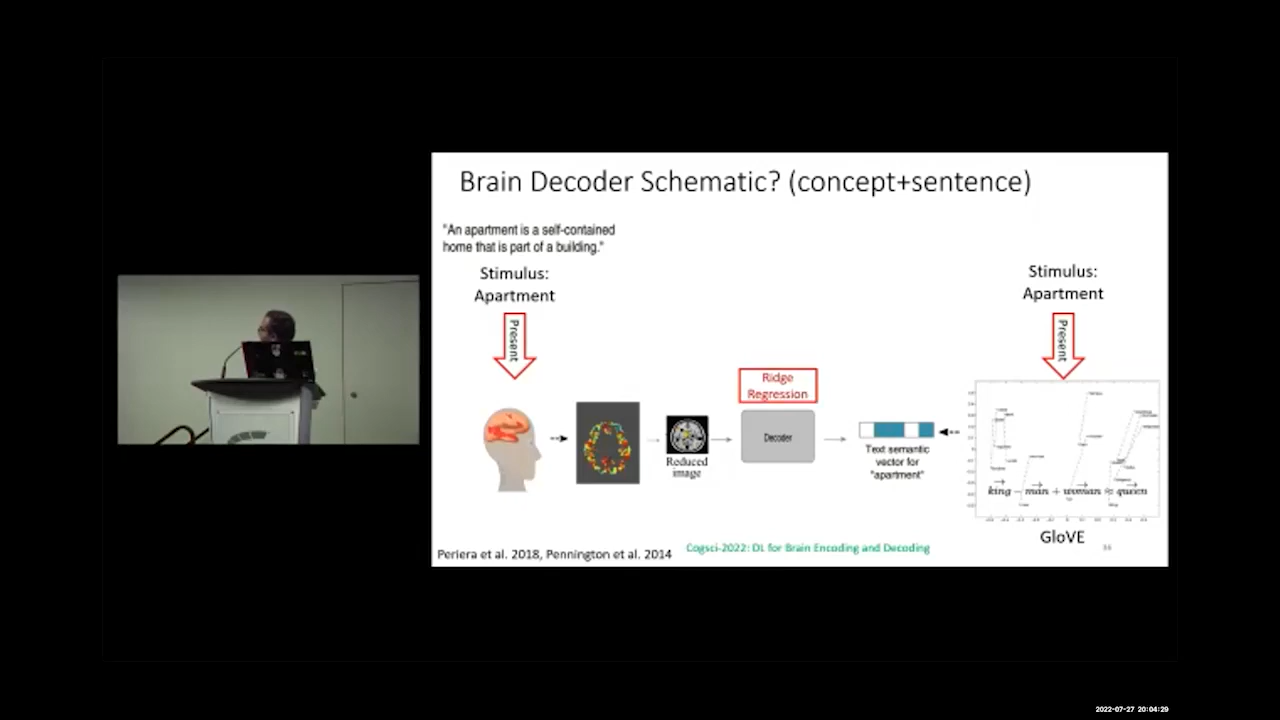 Brain Decoder Schematic? (concept+sentence)
"An apartment is a self-contained
home that is part of a building."
Stimulus:
Apartment
Present
Stimulus:
Apartment
Present
Ridge
Regression
Decoder
Reduced
image
Text semantic
vector for
"apartment"
king − man + woman ≈ queen
GloVE
Periera et al. 2018, Pennington et al. 2014
Cogsci-2022: DL for Brain Encoding and Decoding
2022-07-27 20:04:29